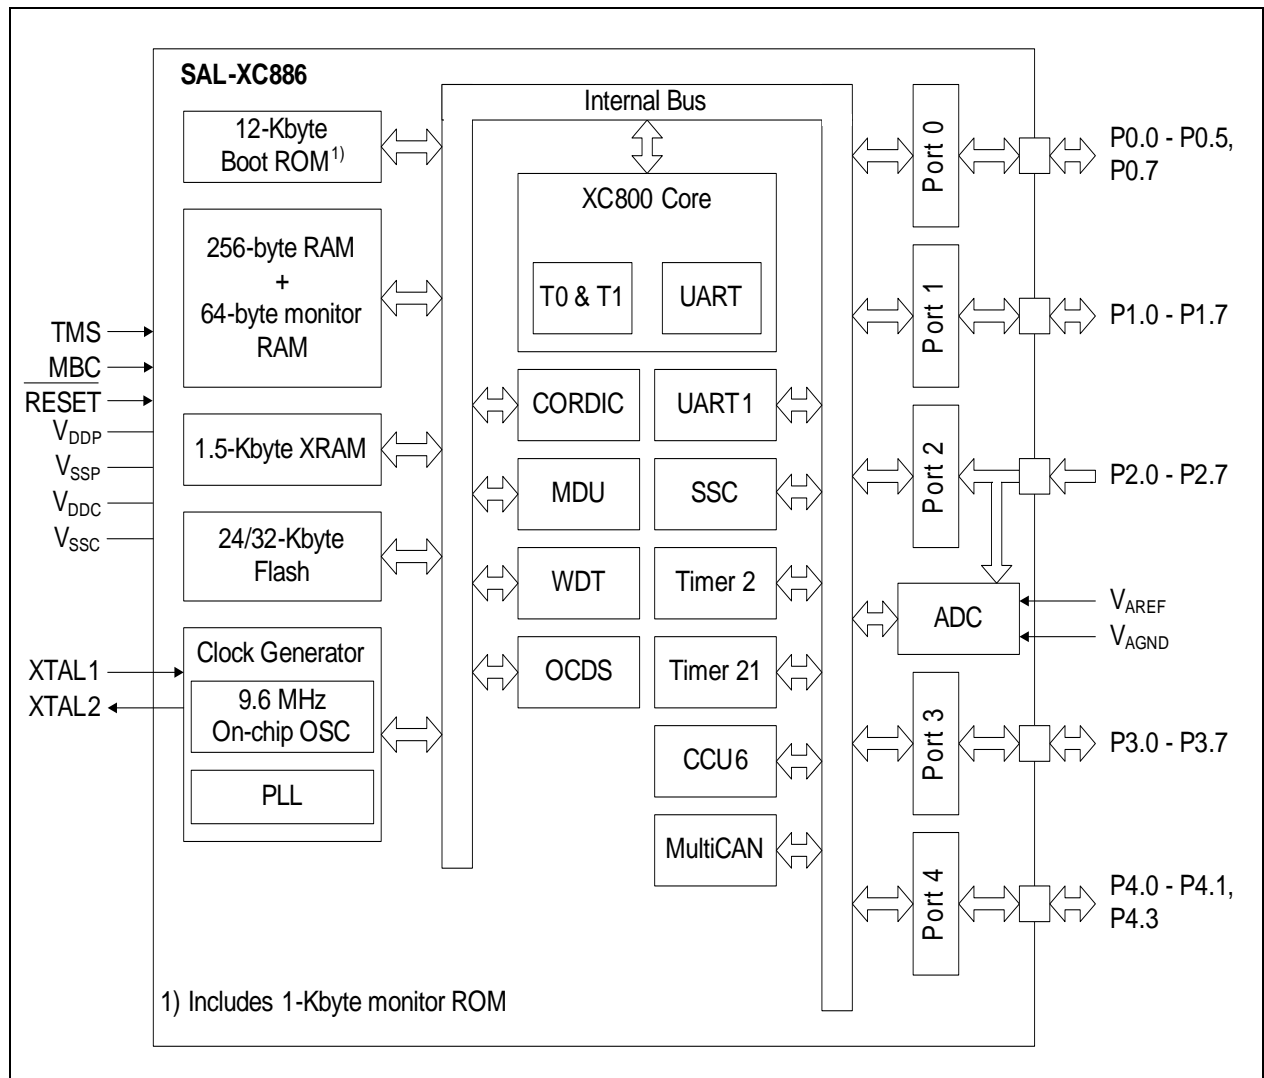 SAL-XC886
Internal Bus
12-Kbyte
Boot ROM1)
256-byte RAM
+
64-byte monitor
RAM
1.5-Kbyte XRAM
24/32-Kbyte
Flash
Clock Generator
9.6 MHz
On-chip OSC
PLL
TMS
MBC
RESET
VDDP
VSSP
VDDC
VSSC
XTAL1
XTAL2
XC800 Core
T0 & T1
UART
CORDIC
UART1
MDU
SSC
WDT
Timer 2
OCDS
Timer 21
CCU6
MultiCAN
Port 0
P0.0 - P0.5,
P0.7
Port 1
P1.0 - P1.7
Port 2
P2.0 - P2.7
ADC
VAREF
VAGND
Port 3
P3.0 - P3.7
Port 4
P4.0 - P4.1,
P4.3
1) Includes 1-Kbyte monitor ROM